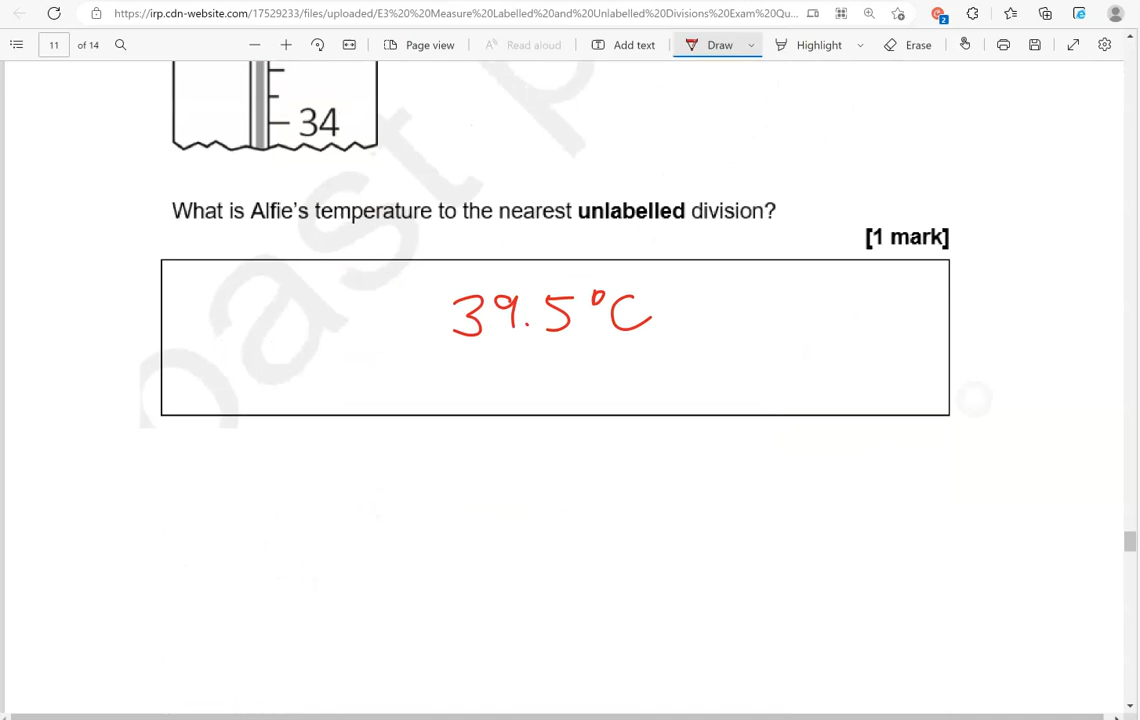 https://irp.cdn-website.com/17529233/files/uploaded/E3%20%20Measure%20Labelled%20and%20Unlabelled%20Divisions%20Exam%20Qu...
2
11 of 14
Page view
Read aloud
Add text
Draw
Highlight
Erase
34
What is Alfie's temperature to the nearest unlabelled division?
[1 mark]
39.5°C
past p